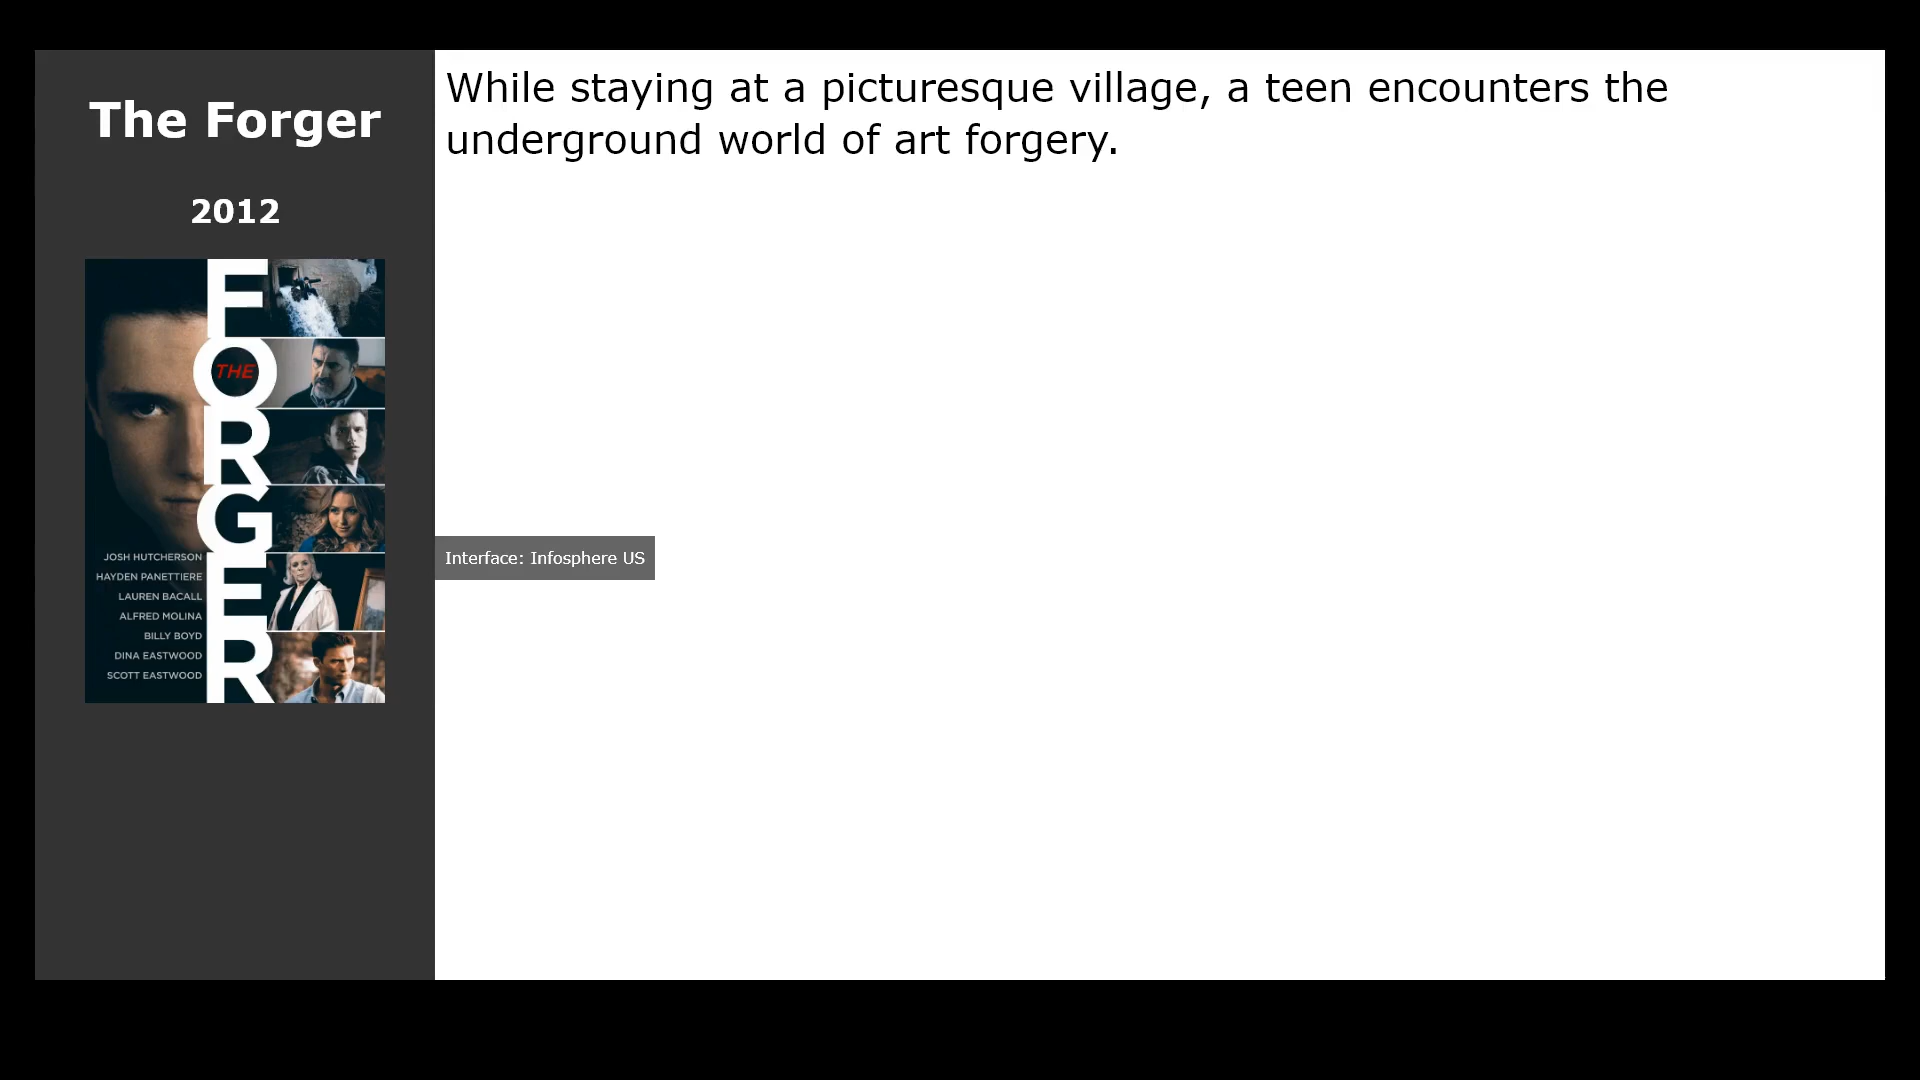 The Forger
2012
FORGER
THE
JOSH HUTCHERSON
HAYDEN PANETTIERE
LAUREN BACALL
ALFRED MOLINA
BILLY BOYD
DINA EASTWOOD
SCOTT EASTWOOD
While staying at a picturesque village, a teen encounters the
underground world of art forgery.
Interface: Infosphere US